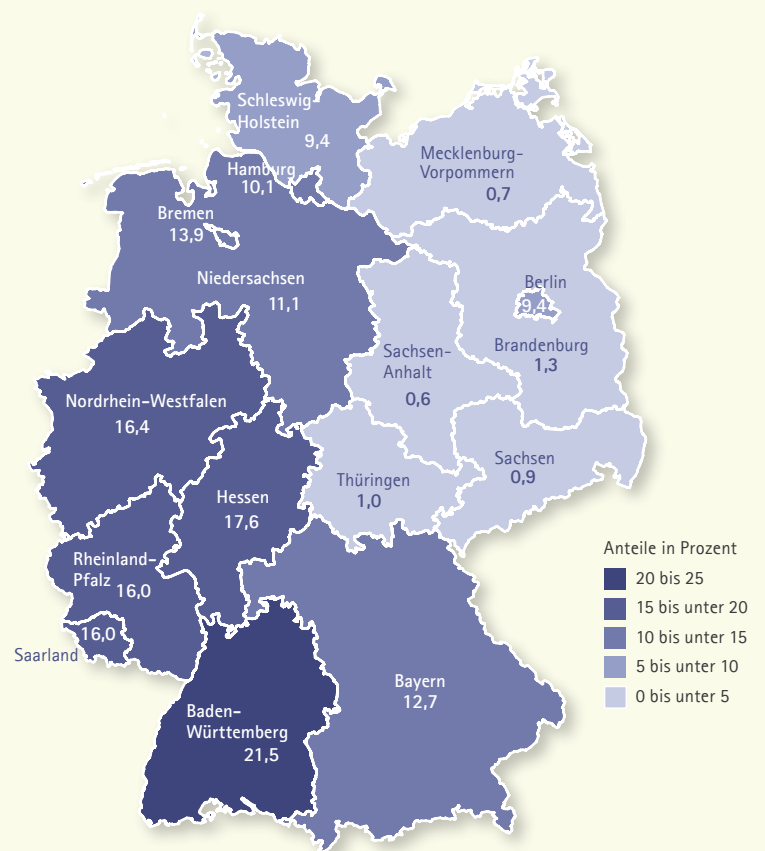 Schleswig-
Holstein
9,4
Mecklenburg-
Vorpommern
0,7
Hamburg
10,1
Bremen
13,9
Niedersachsen
11,1
Berlin
9,4
Brandenburg
1,3
Sachsen-
Anhalt
0,6
Nordrhein-Westfalen
16,4
Sachsen
0,9
Thüringen
1,0
Hessen
17,6
Rheinland-
Pfalz 16,0
16,0
Saarland
Bayern
12,7
Baden-
Württemberg
21,5
Anteile in Prozent
20 bis 25
15 bis unter 20
10 bis unter 15
5 bis unter 10
0 bis unter 5